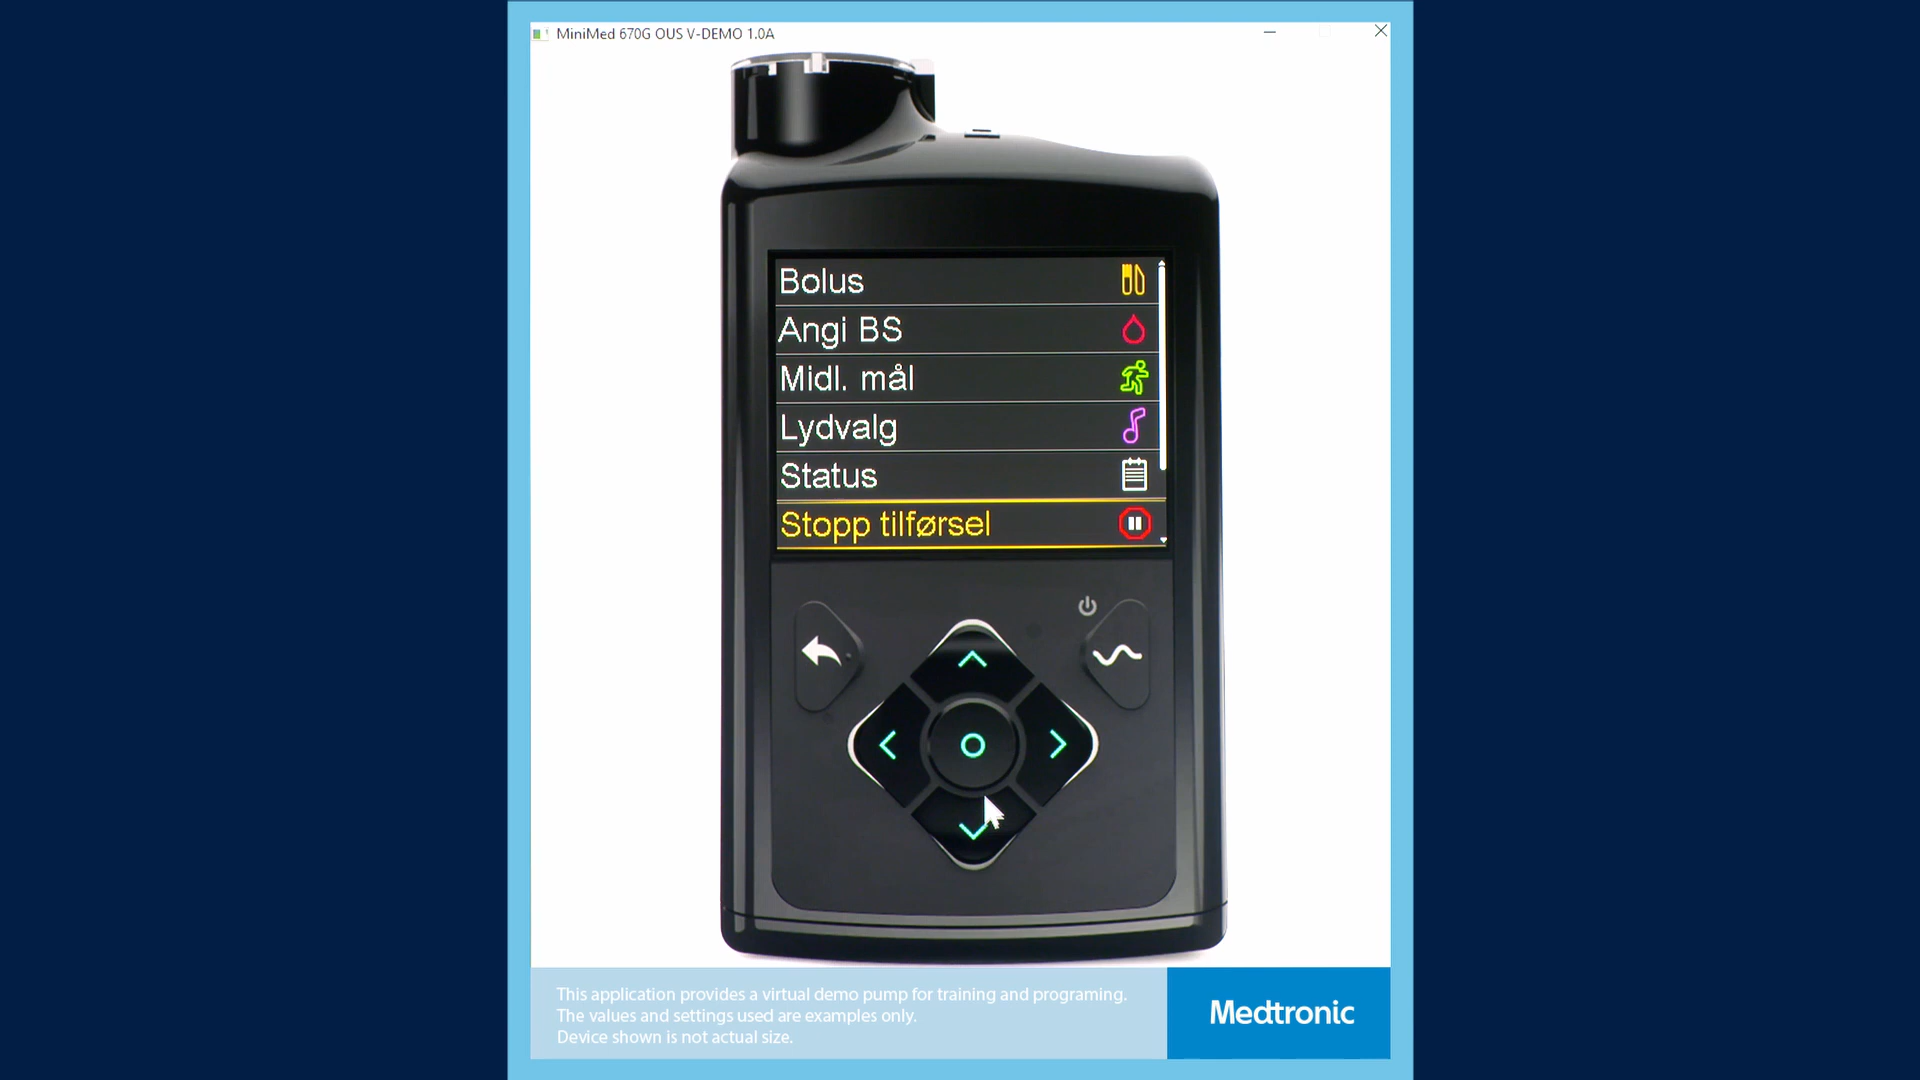 MiniMed 670G OUS V-DEMO 1.0A
Bolus
Angi BS
Midl. mål
Lydvalg
Status
Stopp tilførsel
This application provides a virtual demo pump for training and programing.
The values and settings used are examples only.
Device shown is not actual size.
Medtronic